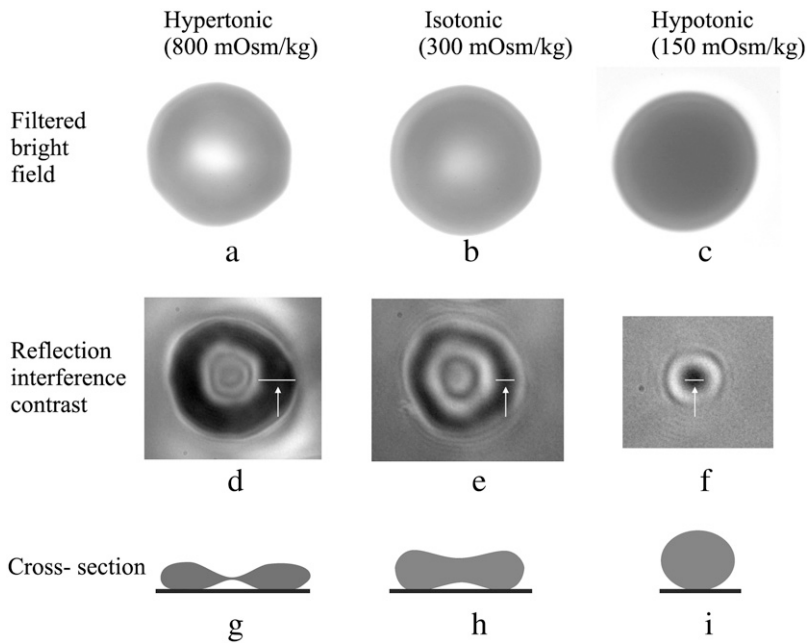 Hypertonic
(800 mOsm/kg)
Isotonic
(300 mOsm/kg)
Hypotonic
(150 mOsm/kg)
Filtered
bright
field
a
b
c
Reflection
interference
contrast
d
e
f
Cross- section
g
h
i